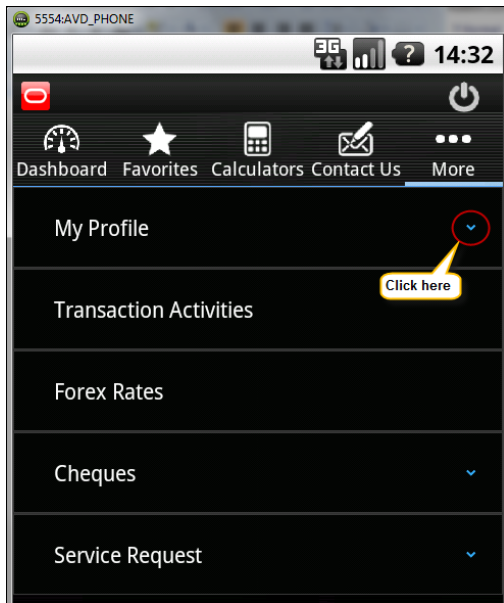 5554:AVD_PHONE
3G ? 14:32
Dashboard Favorites Calculators Contact Us More
My Profile
Click here
Transaction Activities
Forex Rates
Cheques
Service Request